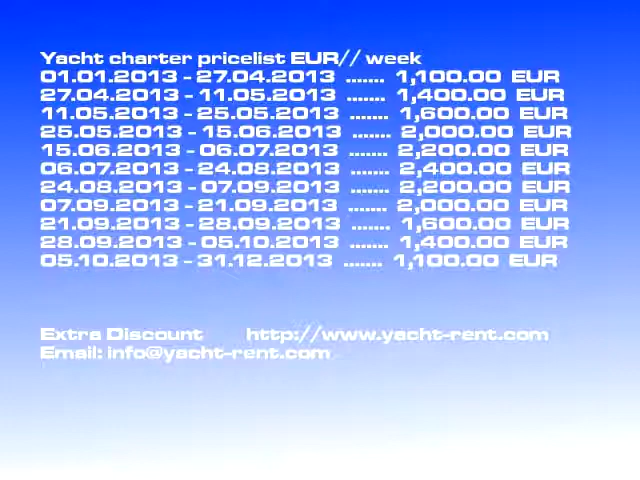 Yacht charter pricelist EUR// week
01.01.2013 - 27.04.2013 ....... 1,100.00 EUR
27.04.2013 - 11.05.2013 ....... 1,400.00 EUR
11.05.2013 - 25.05.2013 ....... 1,600.00 EUR
25.05.2013 - 15.06.2013 ....... 2,000.00 EUR
15.06.2013 - 06.07.2013 ....... 2,200.00 EUR
06.07.2013 - 24.08.2013 ....... 2,400.00 EUR
24.08.2013 - 07.09.2013 ....... 2,200.00 EUR
07.09.2013 - 21.09.2013 ....... 2,000.00 EUR
21.09.2013 - 28.09.2013 ....... 1,600.00 EUR
28.09.2013 - 05.10.2013 ....... 1,400.00 EUR
05.10.2013 - 31.12.2013 ....... 1,100.00 EUR
Extra Discount http://www.yacht-rent.com
Email: info@yacht-rent.com